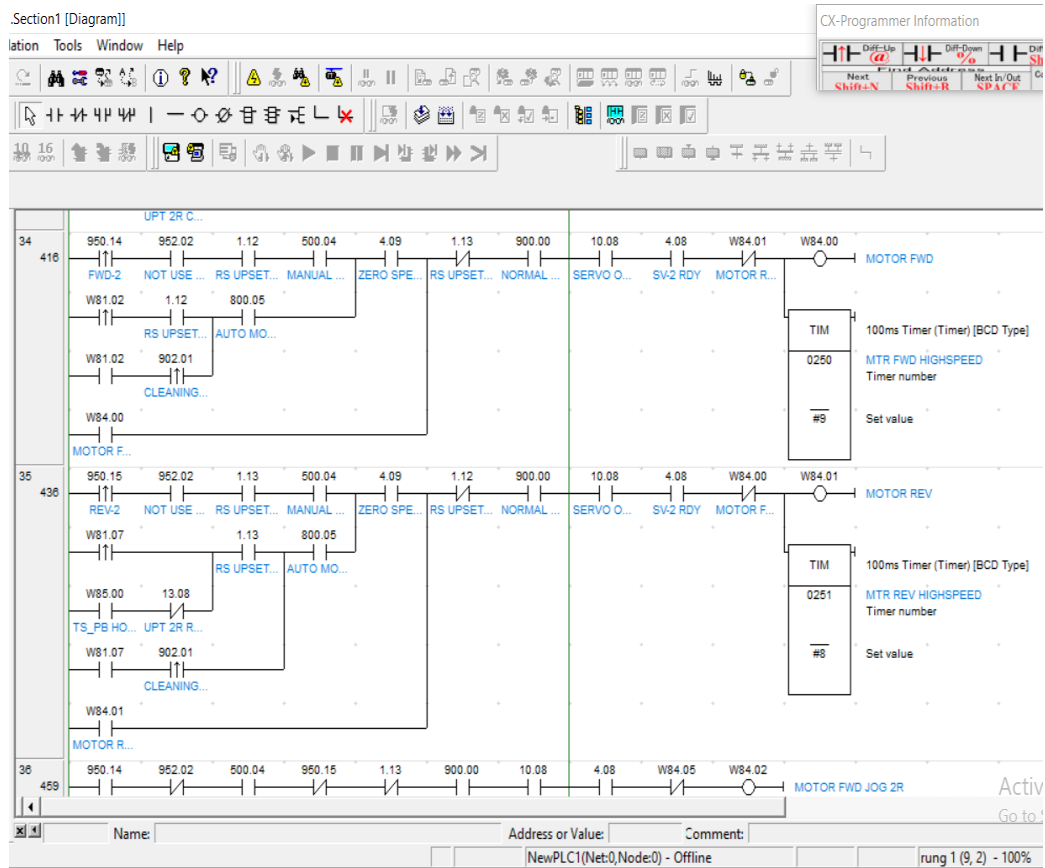 .Section1 [Diagram]]
lation Tools Window Help
CX-Programmer Information
Diff-Up
@
Diff-Down
%
Next
Shift+N
Previous
Shift+B
Next In/Out
SPACE
10 16
UPT 2R C...
34
416
950.14 952.02 1.12 500.04 4.09 1.13 900.00 10.08 4.08 W84.01 W84.00
MOTOR FWD
FWD-2 NOT USE ... RS UPSET... MANUAL ... ZERO SPE... RS UPSET... NORMAL ... SERVO O... SV-2 RDY MOTOR R...
W81.02 1.12 800.05
RS UPSET... AUTO MO...
TIM 100ms Timer (Timer) [BCD Type]
W81.02 902.01
CLEANING...
0250 MTR FWD HIGHSPEED
Timer number
W84.00
MOTOR F...
#9 Set value
35
436
950.15 952.02 1.13 500.04 4.09 1.12 900.00 10.08 4.08 W84.00 W84.01
MOTOR REV
REV-2 NOT USE ... RS UPSET... MANUAL ... ZERO SPE... RS UPSET... NORMAL ... SERVO O... SV-2 RDY MOTOR F...
W81.07 1.13 800.05
RS UPSET... AUTO MO...
TIM 100ms Timer (Timer) [BCD Type]
W85.00 13.08
TS_PB HO... UPT 2R R...
0251 MTR REV HIGHSPEED
Timer number
W81.07 902.01
CLEANING...
#8 Set value
W84.01
MOTOR R...
36
459
950.14 952.02 500.04 950.15 1.13 900.00 10.08 4.08 W84.05 W84.02
MOTOR FWD JOG 2R
Activ
Go to
Name: Address or Value: Comment:
NewPLC1(Net:0,Node:0) - Offline
rung 1 (9, 2) - 100%